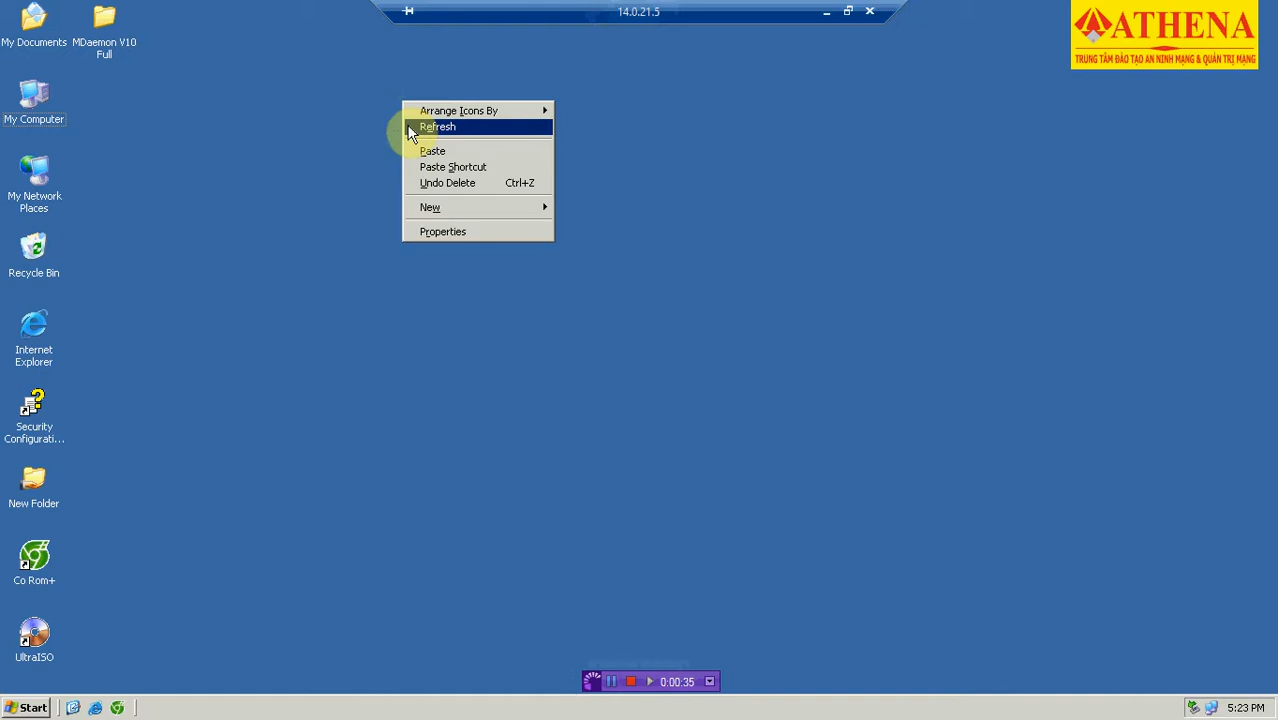 14.0.21.5
ATHENA
TRUNG TÂM ĐÀO TẠO AN NINH MẠNG & QUẢN TRỊ MẠNG
My Documents
MDaemon V10
Full
My Computer
My Network
Places
Recycle Bin
Internet
Explorer
Security
Configurati...
New Folder
Co Rom+
UltraISO
Arrange Icons By
Refresh
Paste
Paste Shortcut
Undo Delete Ctrl+Z
New
Properties
0:00:35
Start
5:23 PM